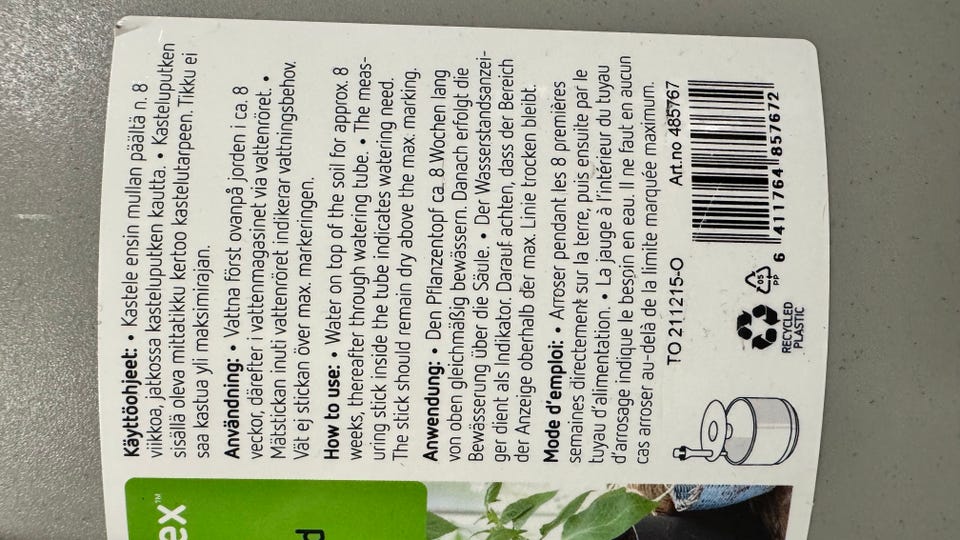 Käyttöohjeet: • Kastele ensin mullan päältä n. 8
viikkoa, jatkossa kasteluputken kautta. • Kasteluputken
sisällä oleva mittatikku kertoo kastelutarpeen. Tikku ei
saa kastua yli maksimirajan.
Användning: • Vattna först ovanpå jorden i ca. 8
veckor, därefter i vattenmagasinet via vattenröret. •
Mätstickan inuti vattenröret indikerar vattningsbehov.
Vät ej stickan över max. markeringen.
How to use: • Water on top of the soil for approx. 8
weeks, thereafter through watering tube. • The meas-
uring stick inside the tube indicates watering need.
The stick should remain dry above the max. marking.
Anwendung: • Den Pflanzentopf ca. 8 Wochen lang
von oben gleichmäßig bewässern. Danach erfolgt die
Bewässerung über die Säule. • Der Wasserstandsanzei-
ger dient als Indikator. Darauf achten, dass der Bereich
der Anzeige oberhalb der max. Linie trocken bleibt.
Mode d'emploi: • Arroser pendant les 8 premières
semaines directement sur la terre, puis ensuite par le
tuyau d'alimentation. • La jauge à l'intérieur du tuyau
d'arrosage indique le bespin en eau. Il ne faut en aucun
cas arroser au-delà de la limite marquée maximum.
TO 211215-O
Art.no 485767
05
PP
RECYCLED
PLASTIC
6 411764 857672
ex™
d